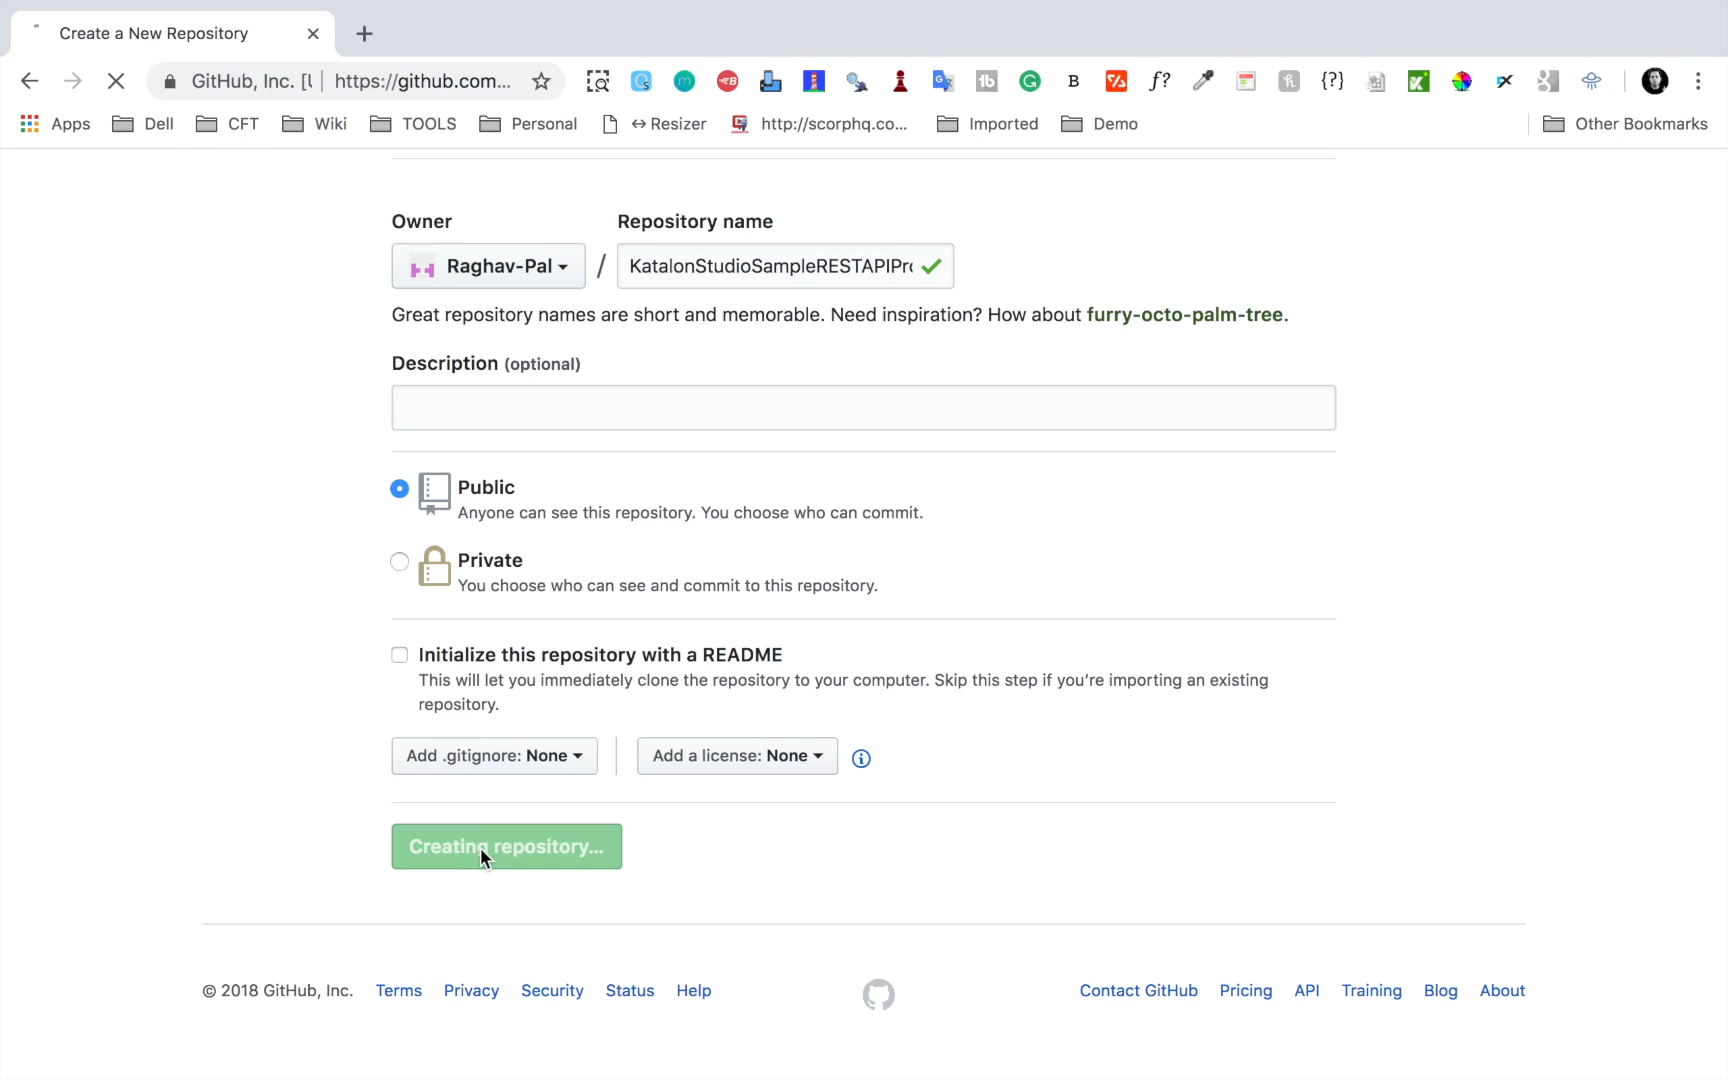 Create a New Repository
GitHub, Inc. [U https://github.com...
Apps Dell CFT Wiki TOOLS Personal ↔ Resizer http://scorphq.co... Imported Demo Other Bookmarks
Owner Repository name
Raghav-Pal / KatalonStudioSampleRESTAPIPro
Great repository names are short and memorable. Need inspiration? How about furry-octo-palm-tree.
Description (optional)
Public
Anyone can see this repository. You choose who can commit.
Private
You choose who can see and commit to this repository.
Initialize this repository with a README
This will let you immediately clone the repository to your computer. Skip this step if you're importing an existing
repository.
Add .gitignore: None Add a license: None
Creating repository...
© 2018 GitHub, Inc. Terms Privacy Security Status Help Contact GitHub Pricing API Training Blog About